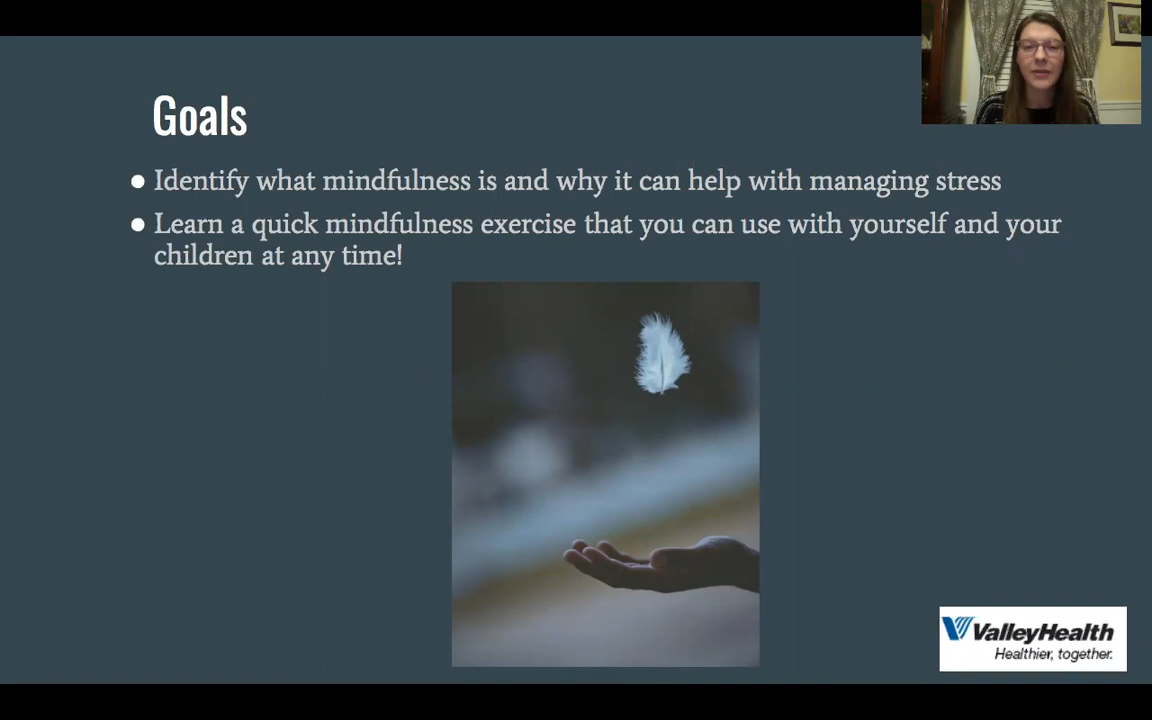 Goals
● Identify what mindfulness is and why it can help with managing stress
● Learn a quick mindfulness exercise that you can use with yourself and your
children at any time!
ValleyHealth
Healthier, together.